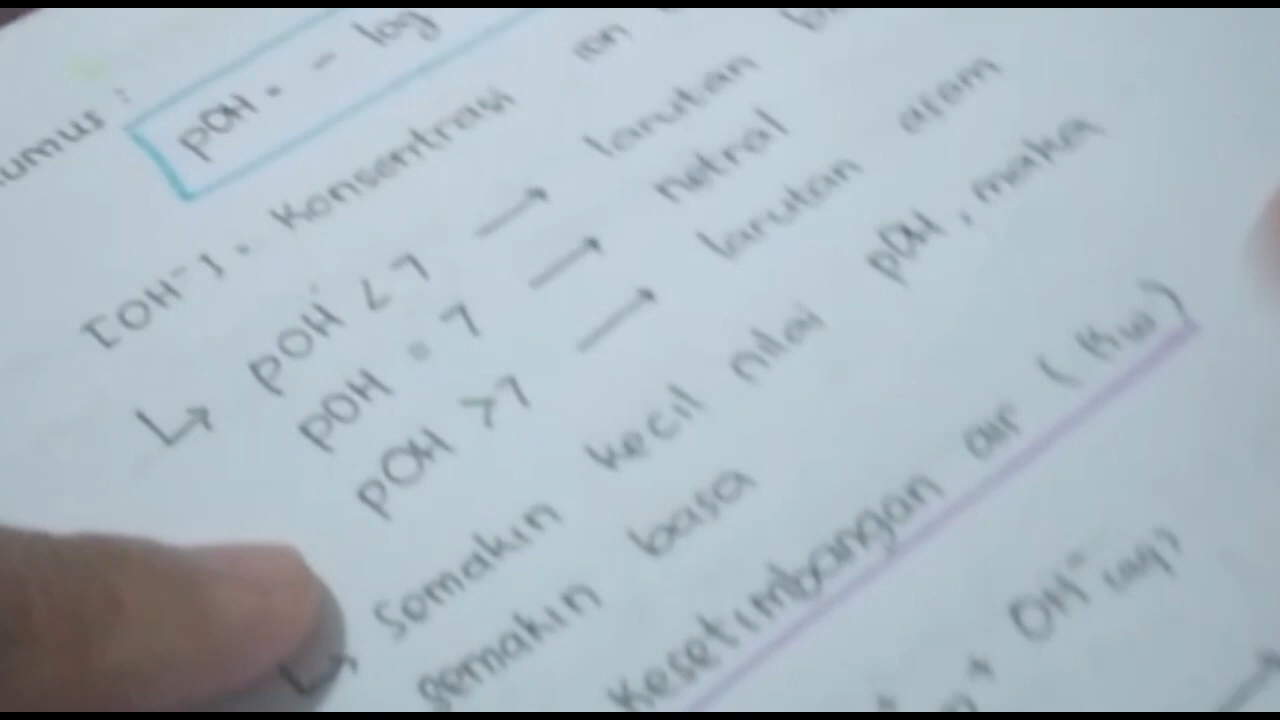 umus :
pOH = - log
[OH⁻] = Konsentrasi ion
↳ pOH < 7 → larutan
pOH = 7 → netral
pOH > 7 → larutan asam
↳ Semakin kecil nilai pOH, maka
semakin basa
Kesetimbangan air (Kw)
+ OH⁻ (aq)